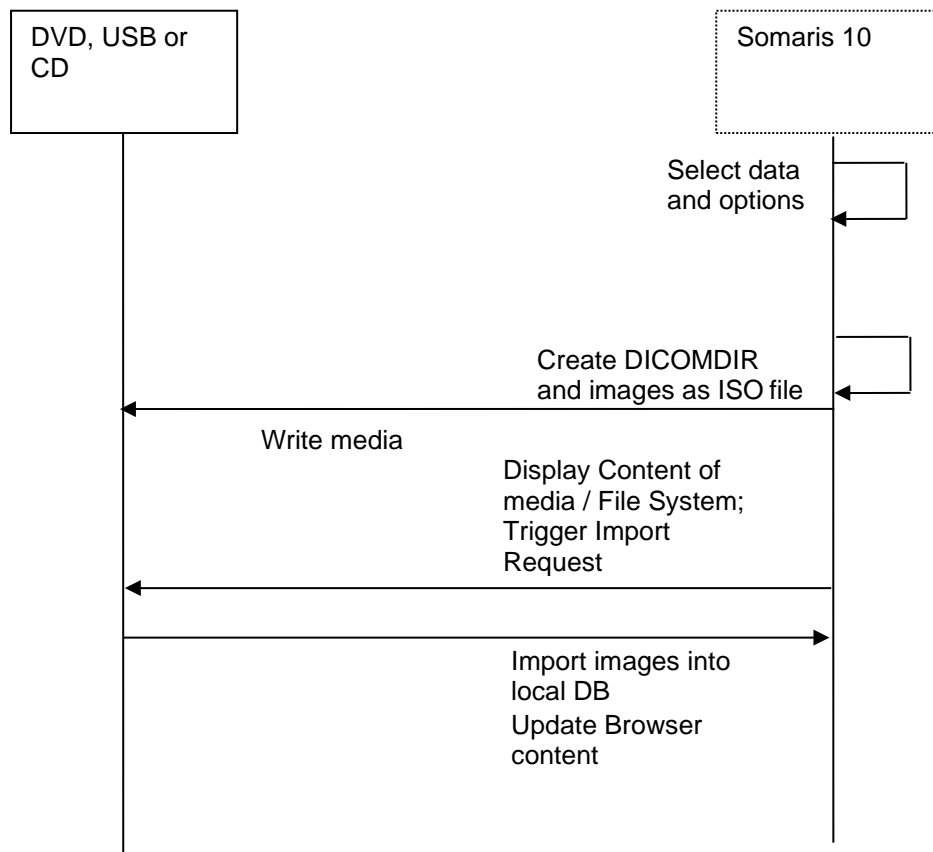 DVD, USB or
CD
Somaris 10
Select data
and options
Create DICOMDIR
and images as ISO file
Write media
Display Content of
media / File System;
Trigger Import
Request
Import images into
local DB
Update Browser
content